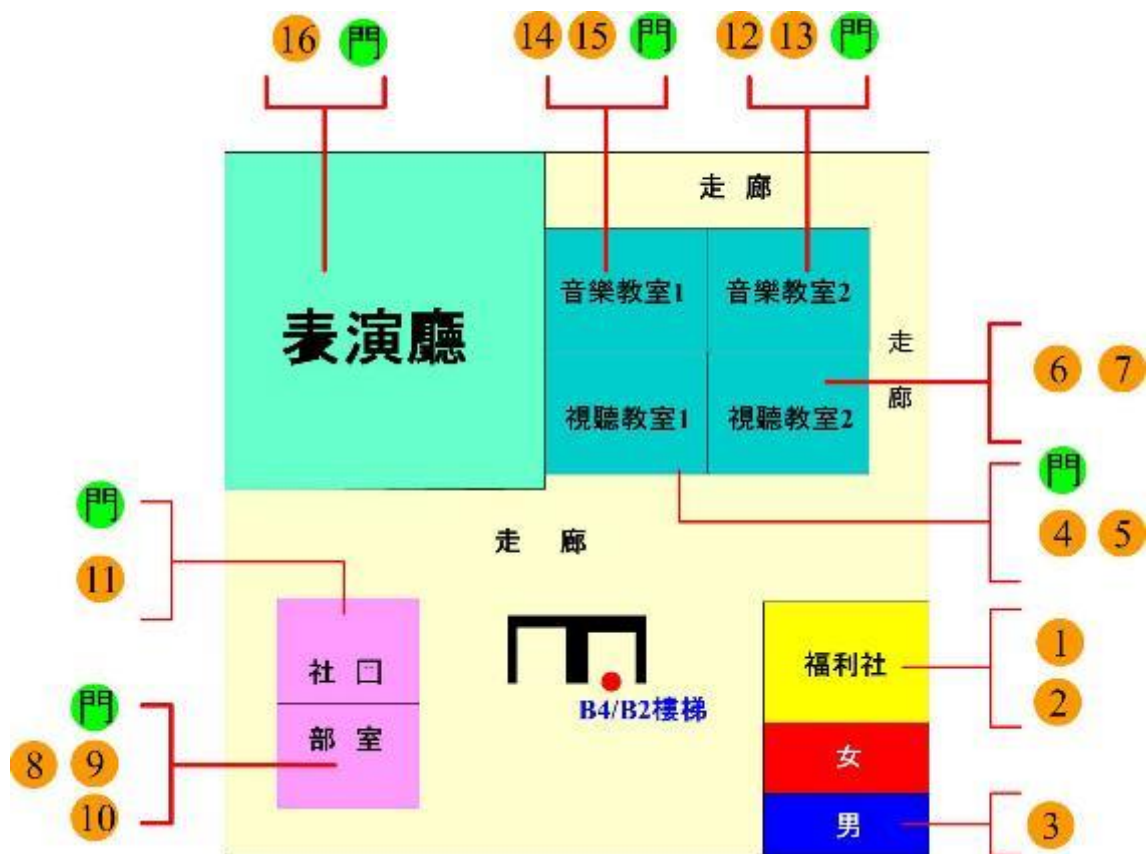 16 門
14 15 門
12 13 門
走 廊
音樂教室1
音樂教室2
表演廳
走
廊
6 7
視聽教室1
視聽教室2
門
4 5
門
11
走 廊
社 囗
福利社
1
2
B4/B2樓梯
門
8 9
10
部 室
女
男
3